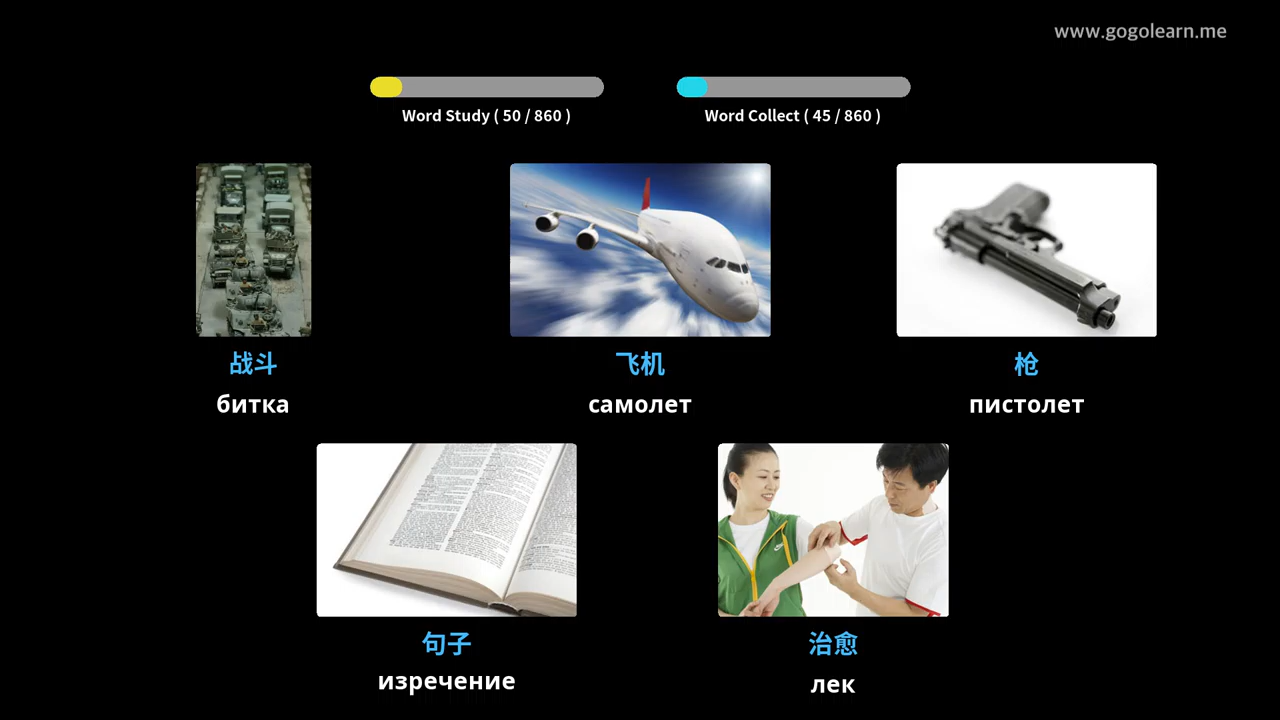 www.gogolearn.me
Word Study ( 50 / 860 )
Word Collect ( 45 / 860 )
战斗
битка
飞机
самолет
枪
пистолет
句子
изречение
治愈
лек